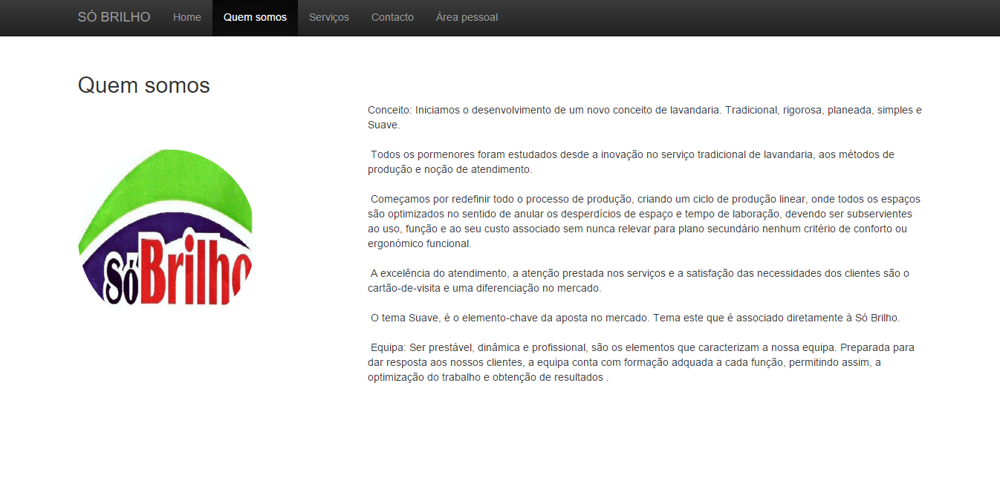 SÓ BRILHO Home Quem somos Serviços Contacto Àrea pessoal
Quem somos
Só Brilho
Conceito: Iniciamos o desenvolvimento de um novo conceito de lavandaria. Tradicional, rigorosa, planeada, simples e
Suave.
Todos os pormenores foram estudados desde a inovação no serviço tradicional de lavandaria, aos métodos de
produção e noção de atendimento.
Começamos por redefinir todo o processo de produção, criando um ciclo de produção linear, onde todos os espaços
são optimizados no sentido de anular os desperdícios de espaço e tempo de laboração, devendo ser subservientes
ao uso, função e ao seu custo associado sem nunca relevar para plano secundário nenhum critério de conforto ou
ergonómico funcional.
A excelência do atendimento, a atenção prestada nos serviços e a satisfação das necessidades dos clientes são o
cartão-de-visita e uma diferenciação no mercado.
O tema Suave, é o elemento-chave da aposta no mercado. Tema este que é associado diretamente à Só Brilho.
Equipa: Ser prestável, dinâmica e profissional, são os elementos que caracterizam a nossa equipa. Preparada para
dar resposta aos nossos clientes, a equipa conta com formação adquada a cada função, permitindo assim, a
optimização do trabalho e obtenção de resultados .